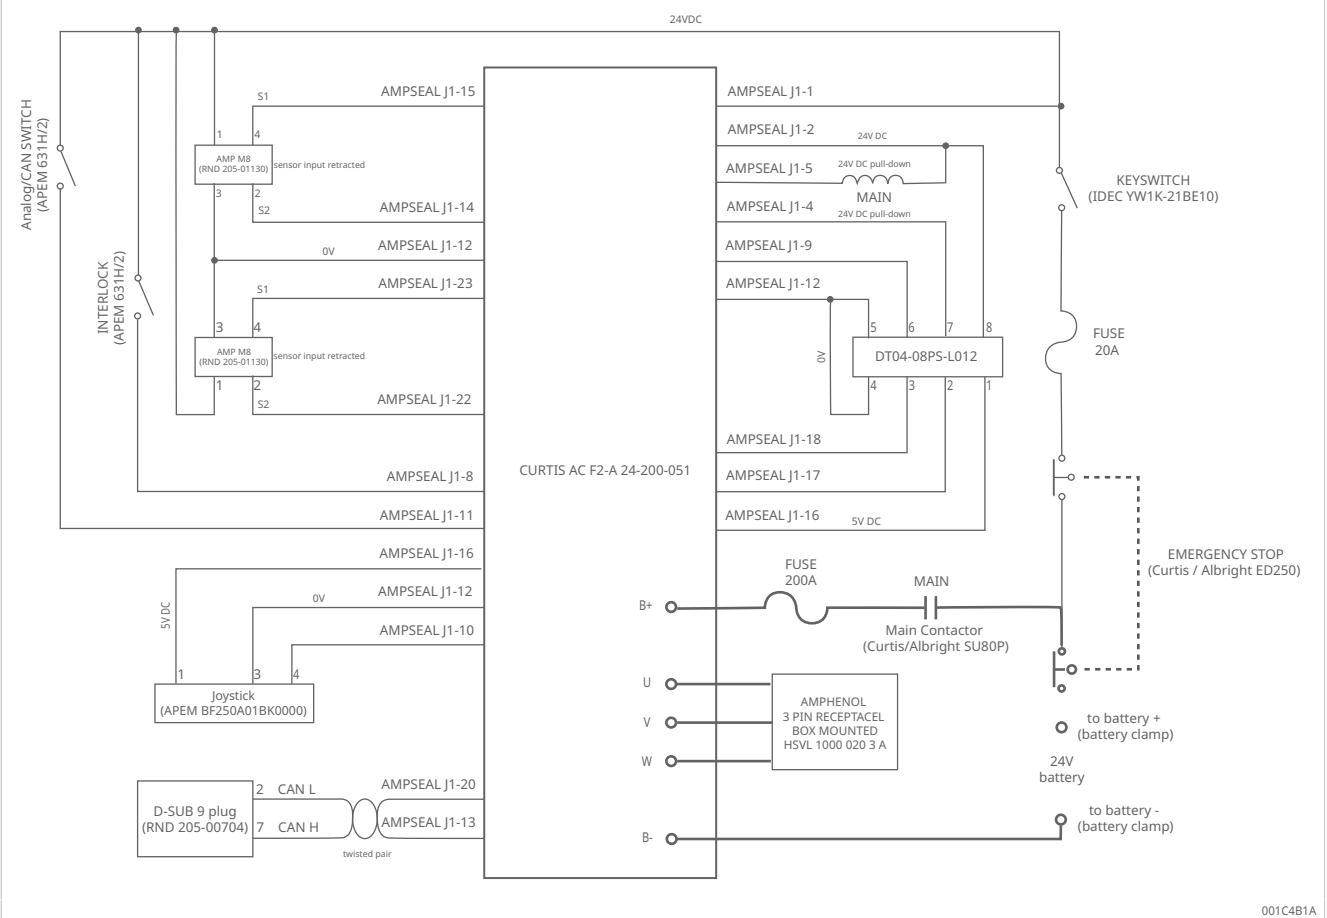 24VDC
Analog/CAN SWITCH
(APEM 631H/2)
INTERLOCK
(APEM 631H/2)
S1
AMPSEAL J1-15
1
4
AMP M8
(RND 205-01130)
sensor input retracted
3
2
S2
AMPSEAL J1-14
0V
AMPSEAL J1-12
S1
AMPSEAL J1-23
3
4
AMP M8
(RND 205-01130)
sensor input retracted
1
2
S2
AMPSEAL J1-22
AMPSEAL J1-8
AMPSEAL J1-11
AMPSEAL J1-16
5V DC
0V
AMPSEAL J1-12
AMPSEAL J1-10
1
3
4
Joystick
(APEM BF250A01BK0000)
D-SUB 9 plug
(RND 205-00704)
2
CAN L
7
CAN H
AMPSEAL J1-20
AMPSEAL J1-13
twisted pair
CURTIS AC F2-A 24-200-051
AMPSEAL J1-1
AMPSEAL J1-2
24V DC
AMPSEAL J1-5
24V DC pull-down
MAIN
AMPSEAL J1-4
24V DC pull-down
AMPSEAL J1-9
AMPSEAL J1-12
0V
5
6
7
8
DT04-08PS-L012
4
3
2
1
AMPSEAL J1-18
AMPSEAL J1-17
AMPSEAL J1-16
5V DC
KEYSWITCH
(IDEC YW1K-21BE10)
FUSE
20A
EMERGENCY STOP
(Curtis / Albright ED250)
B+
FUSE
200A
MAIN
Main Contactor
(Curtis/Albright SU80P)
U
V
W
AMPHENOL
3 PIN RECEPTACEL
BOX MOUNTED
HSVL 1000 020 3 A
to battery +
(battery clamp)
24V
battery
to battery -
(battery clamp)
B-
001C4B1A